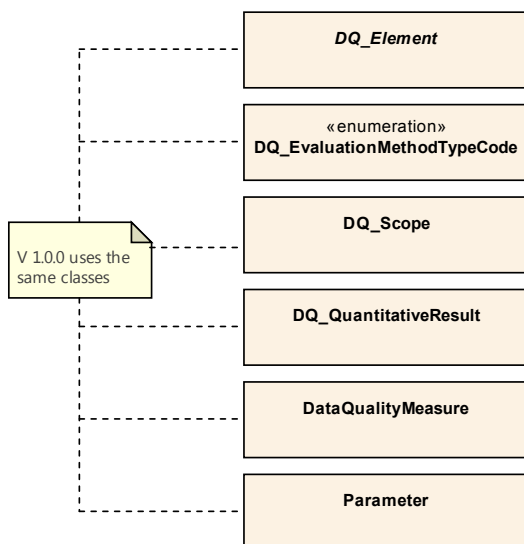 DQ_Element
«enumeration»
DQ_EvaluationMethodTypeCode
DQ_Scope
V 1.0.0 uses the
same classes
DQ_QuantitativeResult
DataQualityMeasure
Parameter